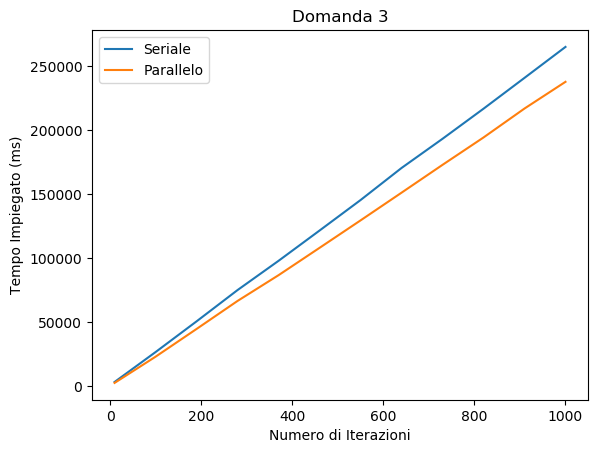 Domanda 3
Seriale
Parallelo
Tempo Impiegato (ms)
250000
200000
150000
100000
50000
0
0 200 400 600 800 1000
Numero di Iterazioni